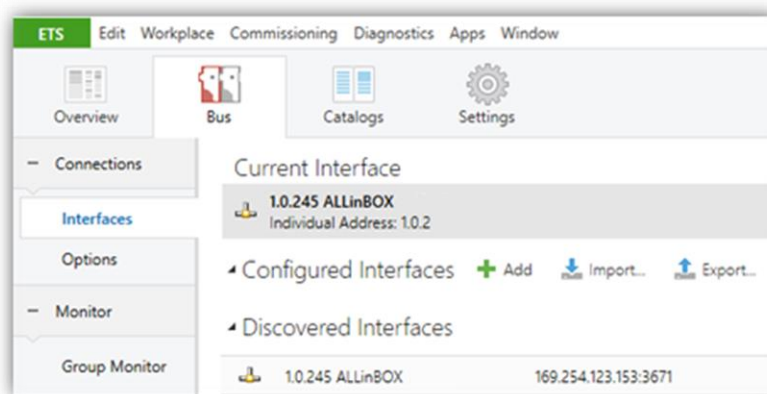 ETS Edit Workplace Commissioning Diagnostics Apps Window
Overview Bus Catalogs Settings
Connections
Interfaces
Options
Monitor
Group Monitor
Current Interface
1.0.245 ALLinBOX
Individual Address: 1.0.2
Configured Interfaces Add Import... Export...
Discovered Interfaces
1.0.245 ALLinBOX 169.254.123.153:3671